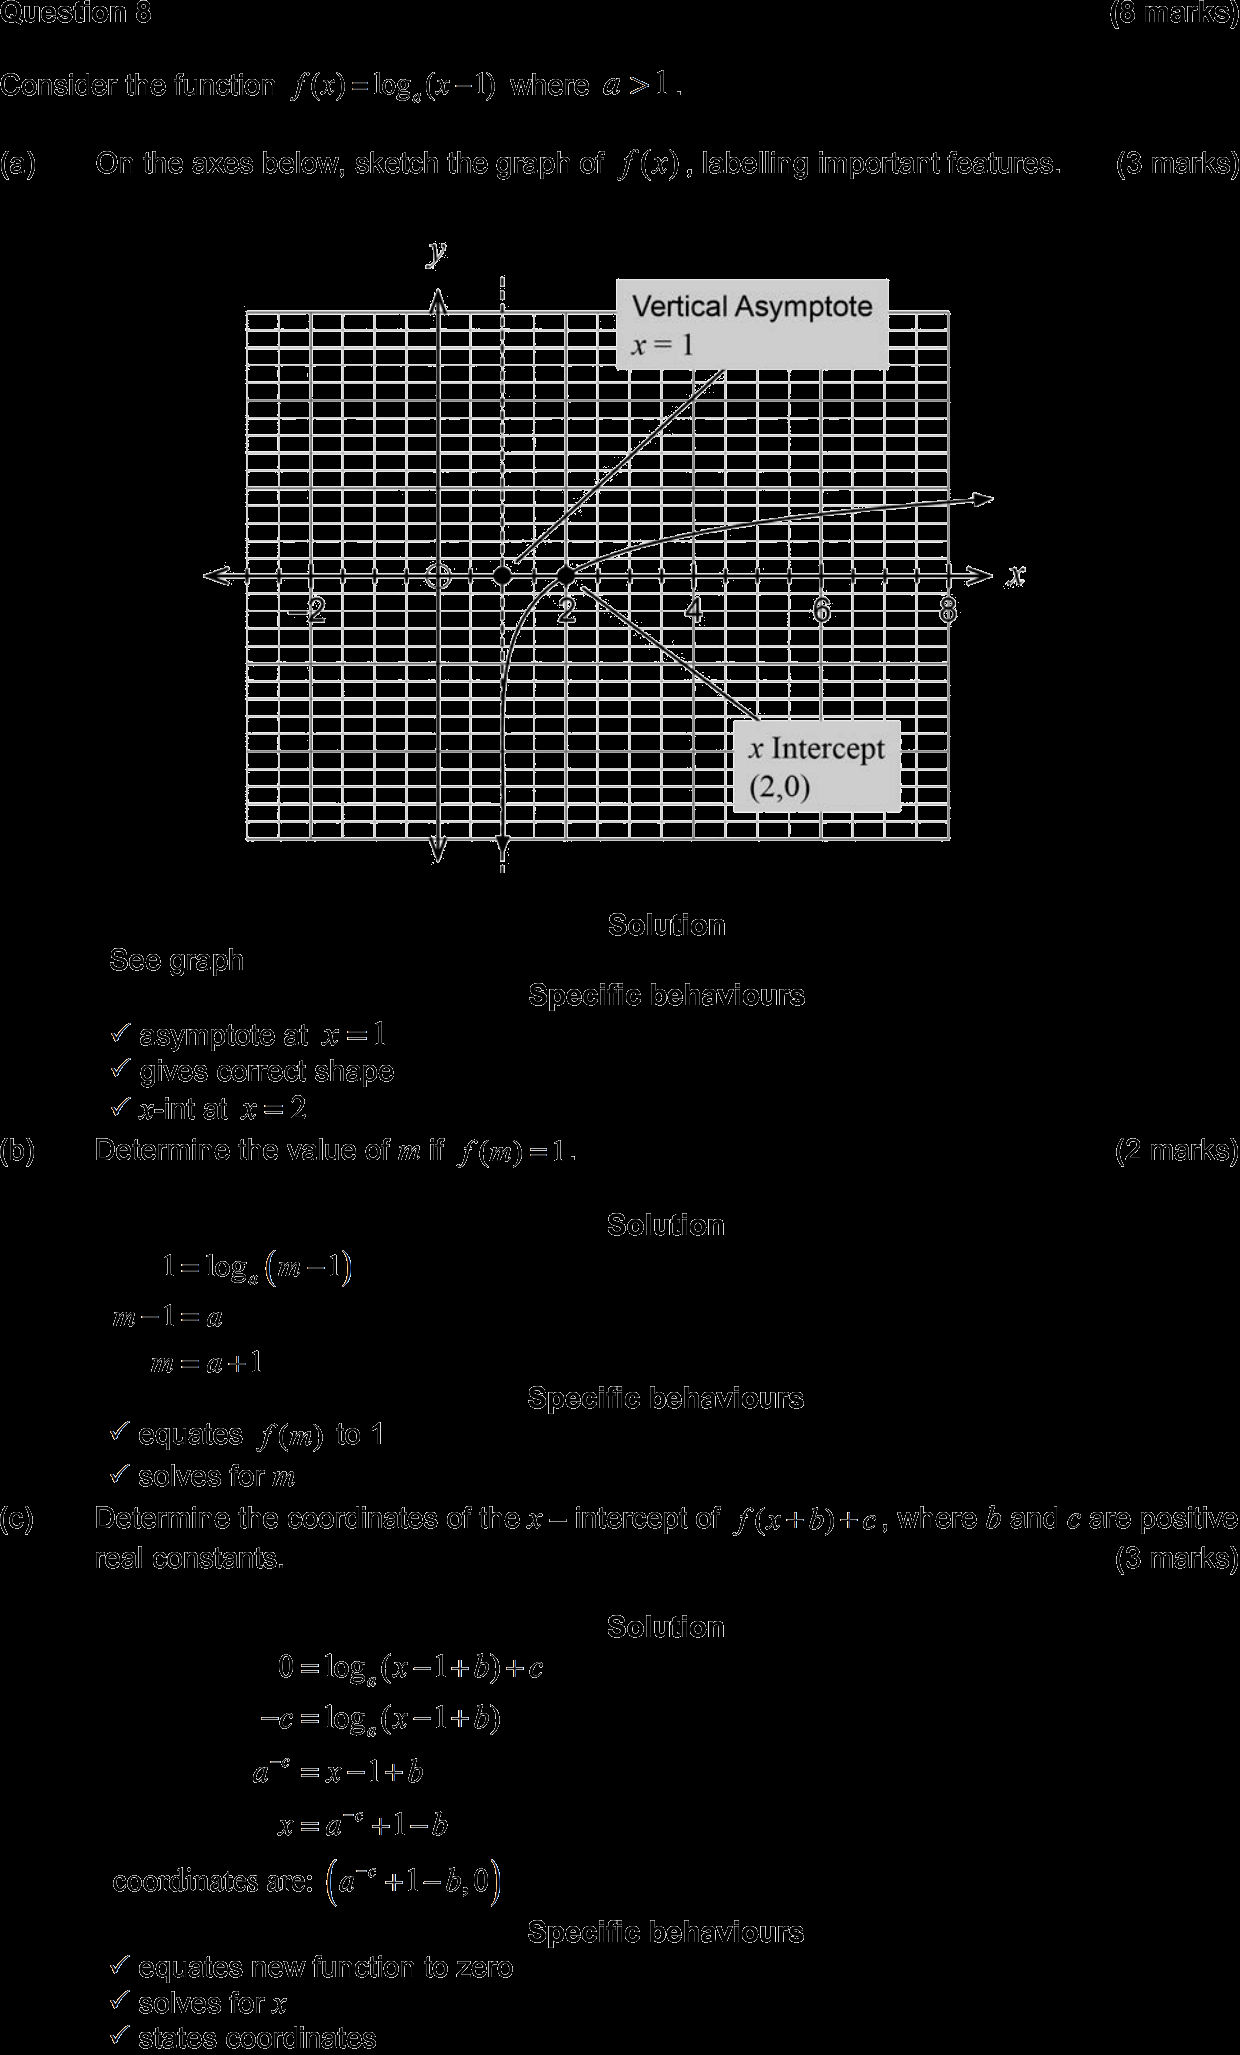 Question 8 (8 marks)
Consider the function f(x) = logₐ(x − 1) where a > 1.
(a) On the axes below, sketch the graph of f(x), labelling important features. (3 marks)
y
Vertical Asymptote
x = 1
x
−2 2 4 6 8
x Intercept
(2,0)
Solution
See graph
Specific behaviours
✓ asymptote at x = 1
✓ gives correct shape
✓ x-int at x = 2
(b) Determine the value of m if f(m) = 1. (2 marks)
Solution
1 = logₐ(m − 1)
m − 1 = a
m = a + 1
Specific behaviours
✓ equates f(m) to 1
✓ solves for m
(c) Determine the coordinates of the x – intercept of f(x + b) + c, where b and c are positive
real constants. (3 marks)
Solution
0 = logₐ(x − 1 + b) + c
−c = logₐ(x − 1 + b)
a⁻ᶜ = x − 1 + b
x = a⁻ᶜ + 1 − b
coordinates are: (a⁻ᶜ + 1 − b, 0)
Specific behaviours
✓ equates new function to zero
✓ solves for x
✓ states coordinates